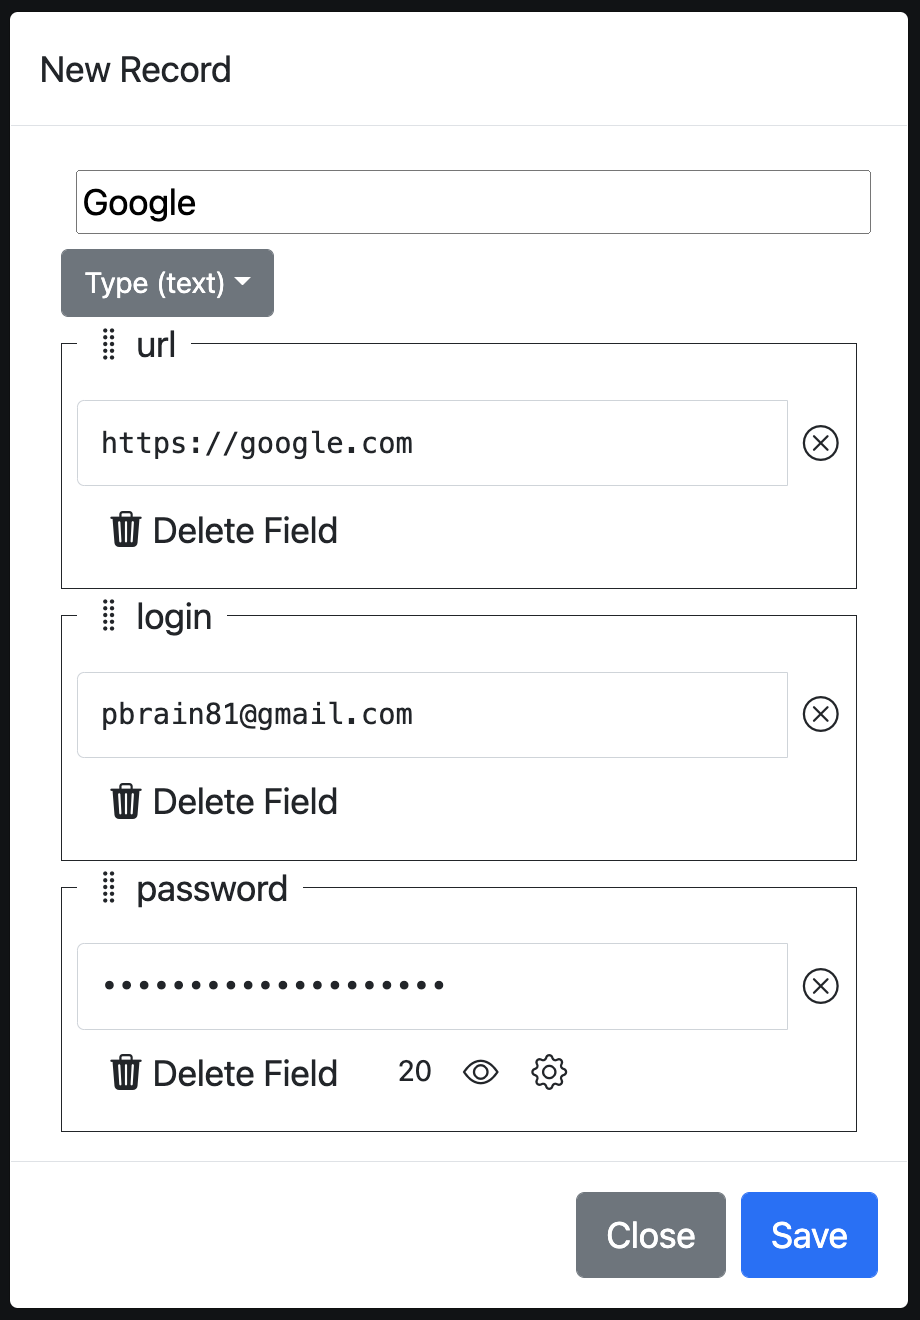 New Record
Google
Type (text)
url
https://google.com
Delete Field
login
pbrain81@gmail.com
Delete Field
password
••••••••••••••••••••
Delete Field 20
Close Save